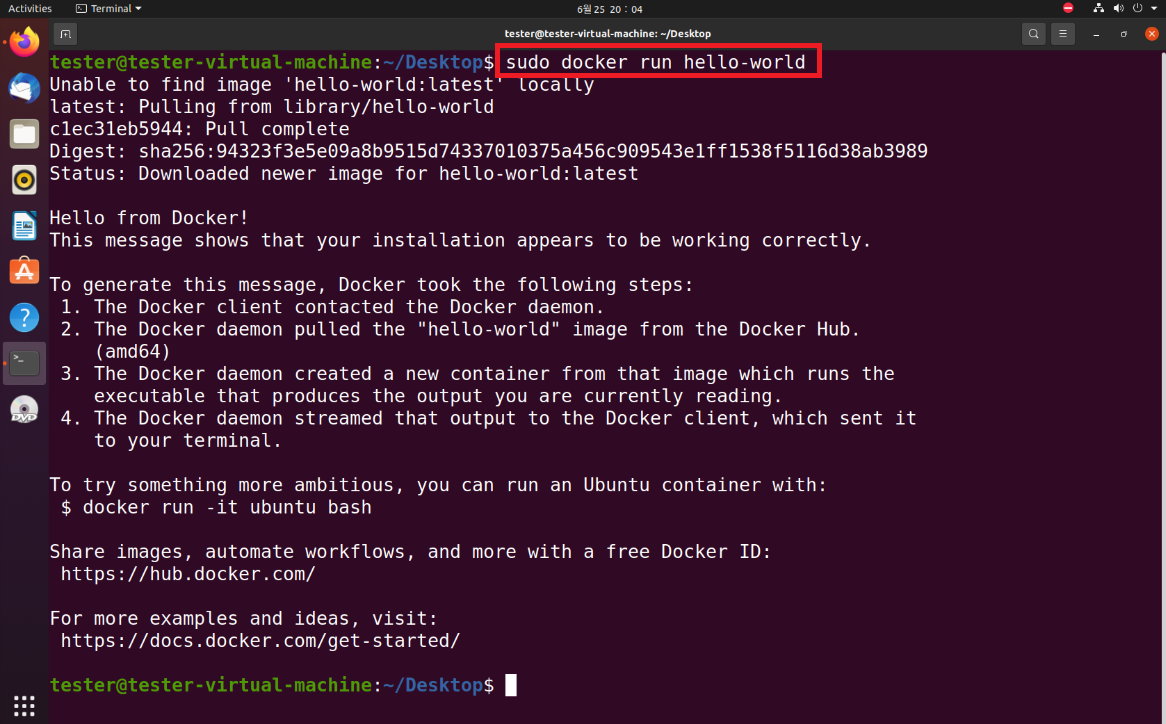 Activities
Terminal
6월 25 20 : 04
tester@tester-virtual-machine: ~/Desktop
tester@tester-virtual-machine:~/Desktop$ sudo docker run hello-world
Unable to find image 'hello-world:latest' locally
latest: Pulling from library/hello-world
c1ec31eb5944: Pull complete
Digest: sha256:94323f3e5e09a8b9515d74337010375a456c909543e1ff1538f5116d38ab3989
Status: Downloaded newer image for hello-world:latest
Hello from Docker!
This message shows that your installation appears to be working correctly.
To generate this message, Docker took the following steps:
1. The Docker client contacted the Docker daemon.
2. The Docker daemon pulled the "hello-world" image from the Docker Hub.
(amd64)
3. The Docker daemon created a new container from that image which runs the
executable that produces the output you are currently reading.
4. The Docker daemon streamed that output to the Docker client, which sent it
to your terminal.
To try something more ambitious, you can run an Ubuntu container with:
$ docker run -it ubuntu bash
Share images, automate workflows, and more with a free Docker ID:
https://hub.docker.com/
For more examples and ideas, visit:
https://docs.docker.com/get-started/
tester@tester-virtual-machine:~/Desktop$
DVD